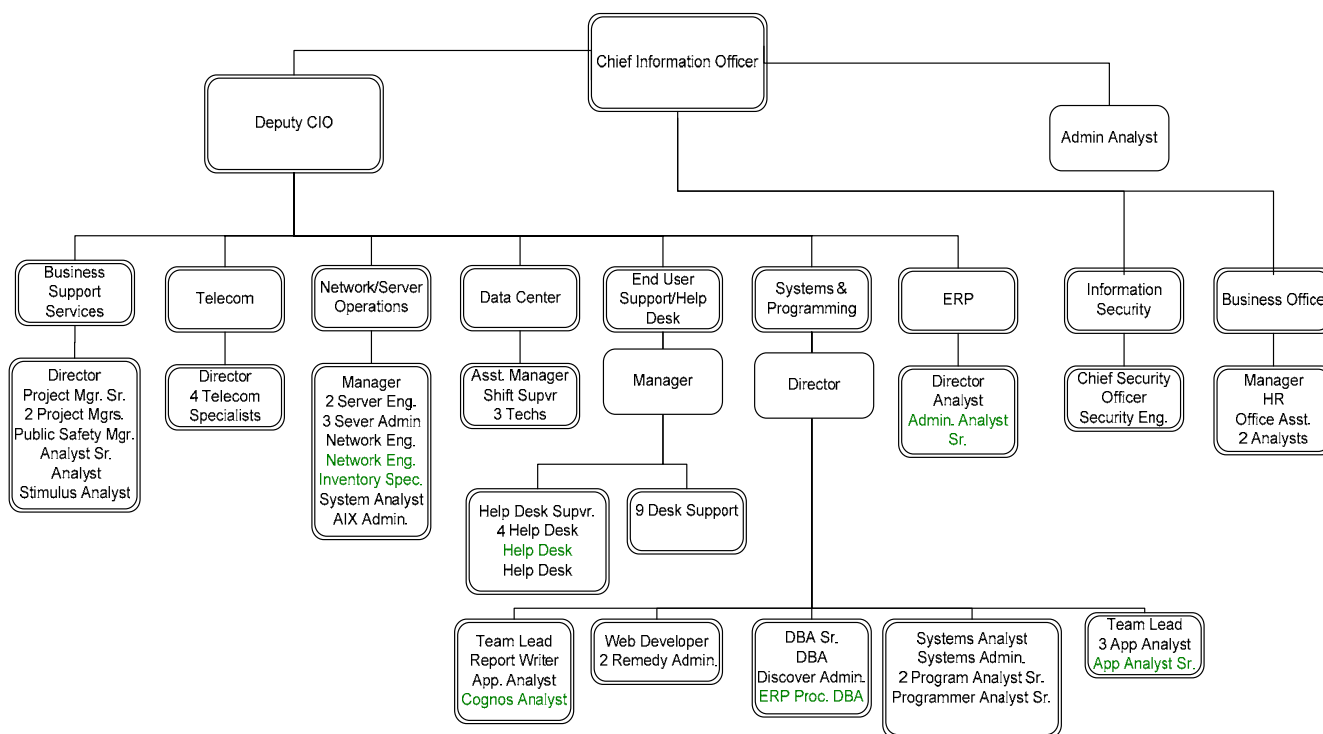 Chief Information Officer
Deputy CIO
Admin Analyst
Business
Support
Services
Telecom
Network/Server
Operations
Data Center
End User
Support/Help
Desk
Systems &
Programming
ERP
Information
Security
Business Office
Director
Project Mgr. Sr.
2 Project Mgrs.
Public Safety Mgr.
Analyst Sr.
Analyst
Stimulus Analyst
Director
4 Telecom
Specialists
Manager
2 Server Eng.
3 Sever Admin
Network Eng.
Network Eng.
Inventory Spec.
System Analyst
AIX Admin.
Asst. Manager
Shift Supvr
3 Techs
Manager
Director
Director
Analyst
Admin. Analyst
Sr.
Chief Security
Officer
Security Eng.
Manager
HR
Office Asst.
2 Analysts
Help Desk Supvr.
4 Help Desk
Help Desk
Help Desk
9 Desk Support
Team Lead
Report Writer
App. Analyst
Cognos Analyst
Web Developer
2 Remedy Admin.
DBA Sr.
DBA
Discover Admin.
ERP Proc. DBA
Systems Analyst
Systems Admin.
2 Program Analyst Sr.
Programmer Analyst Sr.
Team Lead
3 App Analyst
App Analyst Sr.